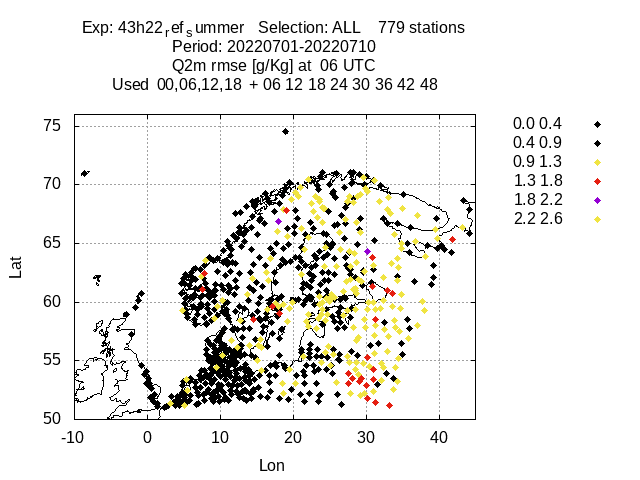 Exp: 43h22refsummer Selection: ALL 779 stations
Period: 20220701-20220710
Q2m rmse [g/Kg] at 06 UTC
Used 00,06,12,18 + 06 12 18 24 30 36 42 48
75
70
65
60
55
50
-10 0 10 20 30 40
Lat
Lon
0.0 0.4
0.4 0.9
0.9 1.3
1.3 1.8
1.8 2.2
2.2 2.6